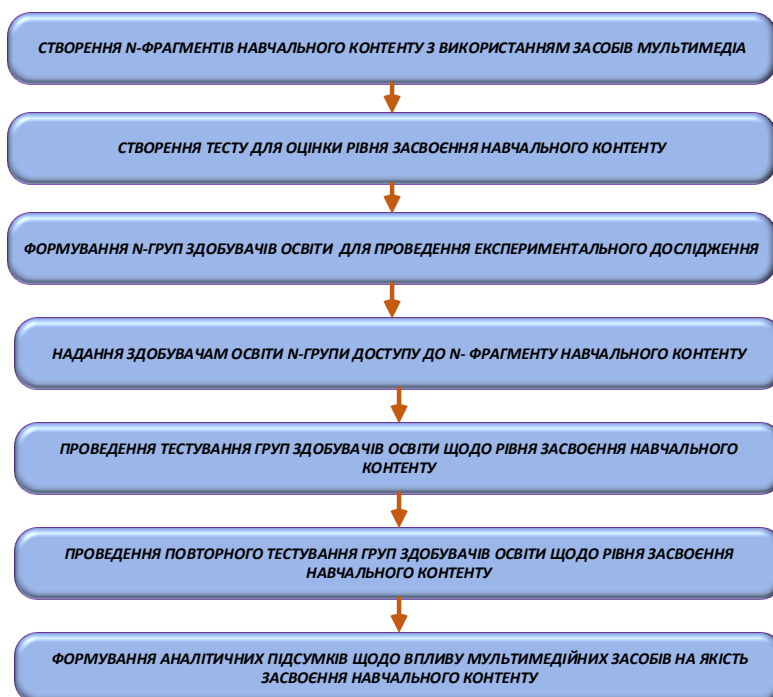 СТВОРЕННЯ N-ФРАГМЕНТІВ НАВЧАЛЬНОГО КОНТЕНТУ З ВИКОРИСТАННЯМ ЗАСОБІВ МУЛЬТИМЕДІА
СТВОРЕННЯ ТЕСТУ ДЛЯ ОЦІНКИ РІВНЯ ЗАСВОЄННЯ НАВЧАЛЬНОГО КОНТЕНТУ
ФОРМУВАННЯ N-ГРУП ЗДОБУВАЧІВ ОСВІТИ ДЛЯ ПРОВЕДЕННЯ ЕКСПЕРИМЕНТАЛЬНОГО ДОСЛІДЖЕННЯ
НАДАННЯ ЗДОБУВАЧАМ ОСВІТИ N-ГРУПИ ДОСТУПУ ДО N- ФРАГМЕНТУ НАВЧАЛЬНОГО КОНТЕНТУ
ПРОВЕДЕННЯ ТЕСТУВАННЯ ГРУП ЗДОБУВАЧІВ ОСВІТИ ЩОДО РІВНЯ ЗАСВОЄННЯ НАВЧАЛЬНОГО
КОНТЕНТУ
ПРОВЕДЕННЯ ПОВТОРНОГО ТЕСТУВАННЯ ГРУП ЗДОБУВАЧІВ ОСВІТИ ЩОДО РІВНЯ ЗАСВОЄННЯ
НАВЧАЛЬНОГО КОНТЕНТУ
ФОРМУВАННЯ АНАЛІТИЧНИХ ПІДСУМКІВ ЩОДО ВПЛИВУ МУЛЬТИМЕДІЙНИХ ЗАСОБІВ НА ЯКІСТЬ
ЗАСВОЄННЯ НАВЧАЛЬНОГО КОНТЕНТУ